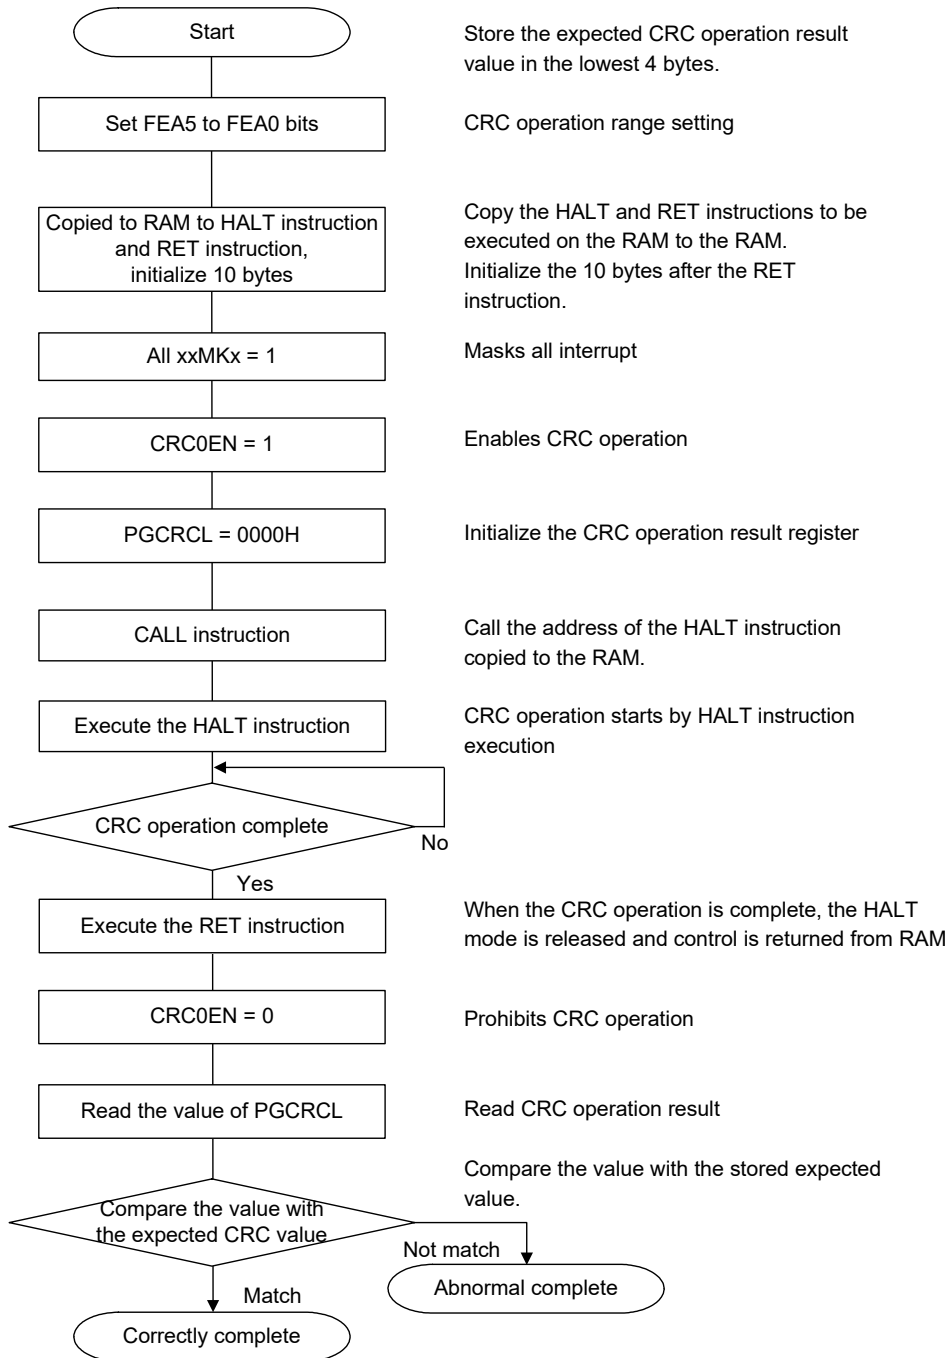 Start
Store the expected CRC operation result
value in the lowest 4 bytes.
Set FEA5 to FEA0 bits
CRC operation range setting
Copied to RAM to HALT instruction
and RET instruction,
initialize 10 bytes
Copy the HALT and RET instructions to be
executed on the RAM to the RAM.
Initialize the 10 bytes after the RET
instruction.
All xxMKx = 1
Masks all interrupt
CRC0EN = 1
Enables CRC operation
PGCRCL = 0000H
Initialize the CRC operation result register
CALL instruction
Call the address of the HALT instruction
copied to the RAM.
Execute the HALT instruction
CRC operation starts by HALT instruction
execution
CRC operation complete
No
Yes
Execute the RET instruction
When the CRC operation is complete, the HALT
mode is released and control is returned from RAM
CRC0EN = 0
Prohibits CRC operation
Read the value of PGCRCL
Read CRC operation result
Compare the value with the stored expected
value.
Compare the value with
the expected CRC value
Not match
Abnormal complete
Match
Correctly complete